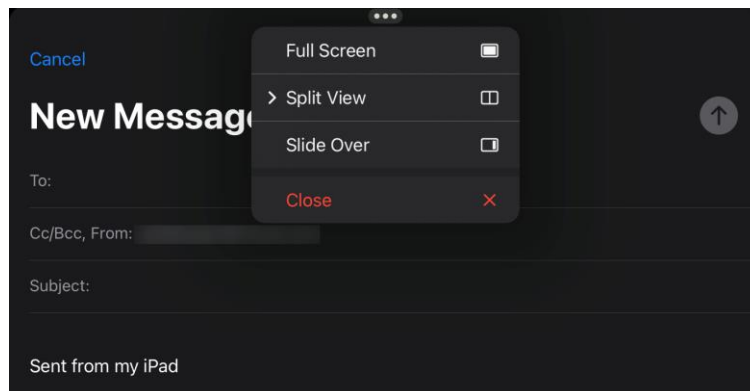 Cancel
Full Screen
Split View
Slide Over
Close
New Message
To:
Cc/Bcc, From:
Subject:
Sent from my iPad